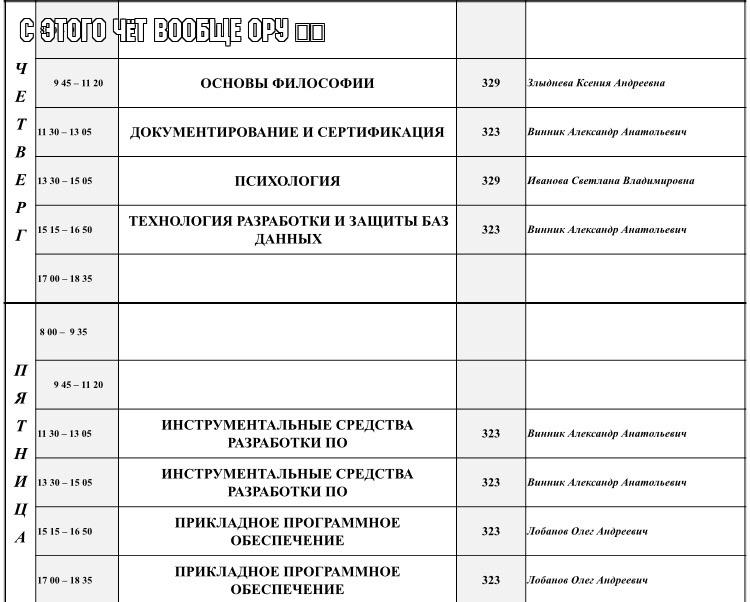 С ЭТОГО ЧЁТ ВООБЩЕ ОРУ
ЧЕТВЕРГ
9 45 – 11 20 ОСНОВЫ ФИЛОСОФИИ 329 Злыднева Ксения Андреевна
11 30 – 13 05 ДОКУМЕНТИРОВАНИЕ И СЕРТИФИКАЦИЯ 323 Винник Александр Анатольевич
13 30 – 15 05 ПСИХОЛОГИЯ 329 Иванова Светлана Владимировна
15 15 – 16 50 ТЕХНОЛОГИЯ РАЗРАБОТКИ И ЗАЩИТЫ БАЗ
ДАННЫХ 323 Винник Александр Анатольевич
17 00 – 18 35
ПЯТНИЦА
8 00 – 9 35
9 45 – 11 20
11 30 – 13 05 ИНСТРУМЕНТАЛЬНЫЕ СРЕДСТВА
РАЗРАБОТКИ ПО 323 Винник Александр Анатольевич
13 30 – 15 05 ИНСТРУМЕНТАЛЬНЫЕ СРЕДСТВА
РАЗРАБОТКИ ПО 323 Винник Александр Анатольевич
15 15 – 16 50 ПРИКЛАДНОЕ ПРОГРАММНОЕ
ОБЕСПЕЧЕНИЕ 323 Лобанов Олег Андреевич
17 00 – 18 35 ПРИКЛАДНОЕ ПРОГРАММНОЕ
ОБЕСПЕЧЕНИЕ 323 Лобанов Олег Андреевич